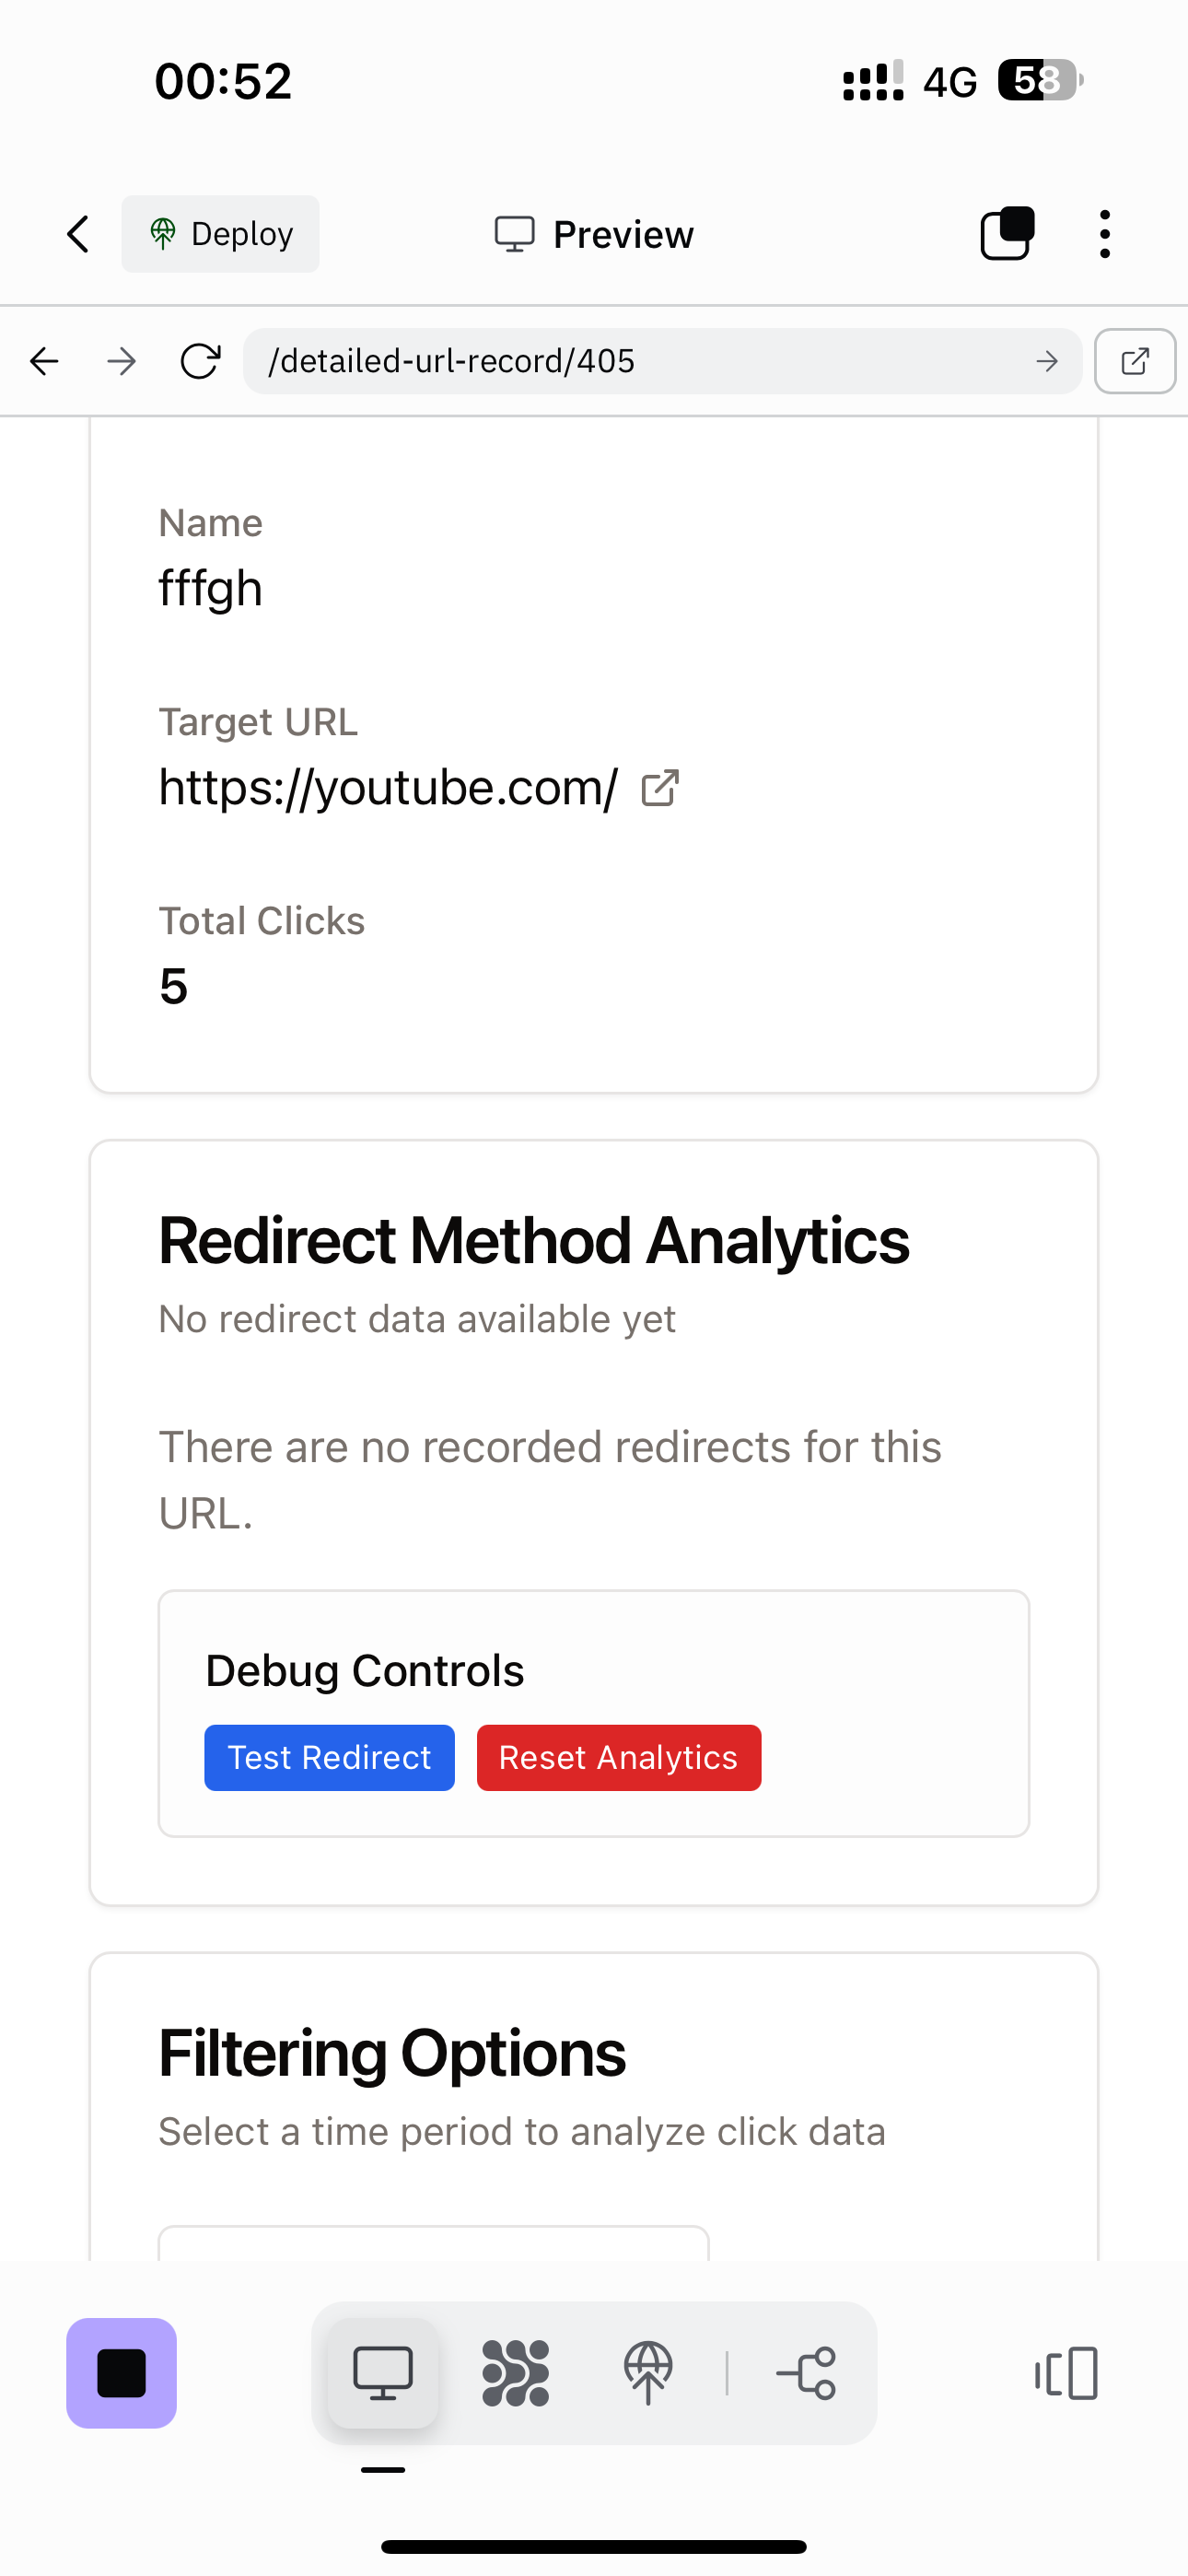 00:52
4G
58
Deploy
Preview
/detailed-url-record/405
Name
fffgh
Target URL
https://youtube.com/
Total Clicks
5
Redirect Method Analytics
No redirect data available yet
There are no recorded redirects for this
URL.
Debug Controls
Test Redirect
Reset Analytics
Filtering Options
Select a time period to analyze click data